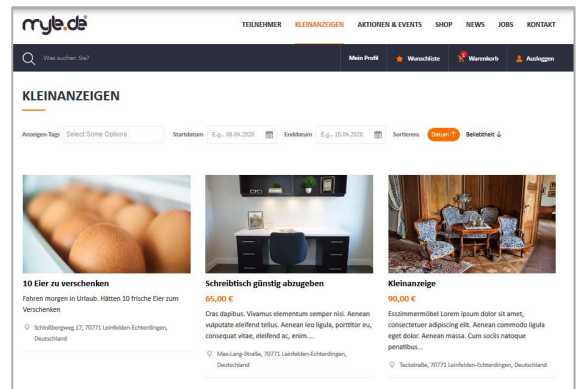 myle.de
TEILNEHMER KLEINANZEIGEN AKTIONEN & EVENTS SHOP NEWS JOBS KONTAKT
Was suchen Sie? Mein Profil Wunschliste 1 Warenkorb Ausloggen
KLEINANZEIGEN
Anzeigen-Tags Select Some Options Startdatum E.g., 08.04.2020 Enddatum E.g., 10.04.2020 Sortieren: Datum ↑ Beliebtheit ↓
10 Eier zu verschenken
Fahren morgen in Urlaub. Hätten 10 frische Eier zum
Verschenken
Schloßbergweg 17, 70771 Leinfelden-Echterdingen,
Deutschland
Schreibtisch günstig abzugeben
65,00 €
Cras dapibus. Vivamus elementum semper nisi. Aenean
vulputate eleifend tellus. Aenean leo ligula, porttitor eu,
consequat vitae, eleifend ac, enim....
Max-Lang-Straße, 70771 Leinfelden-Echterdingen,
Deutschland
Kleinanzeige
90,00 €
Esszimmermöbel Lorem ipsum dolor sit amet,
consectetuer adipiscing elit. Aenean commodo ligula
eget dolor. Aenean massa. Cum sociis natoque
penatibus...
Teckstraße, 70771 Leinfelden-Echterdingen, Deutschland